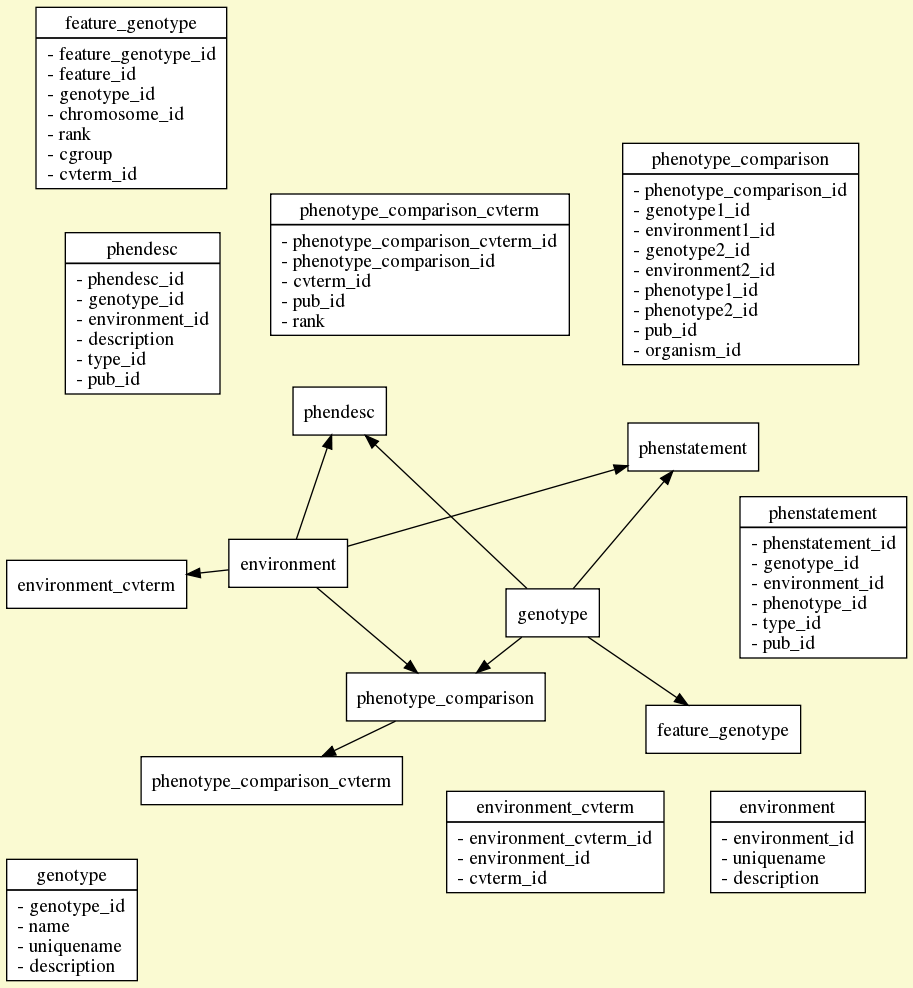 feature_genotype
- feature_genotype_id
- feature_id
- genotype_id
- chromosome_id
- rank
- cgroup
- cvterm_id
phenotype_comparison
- phenotype_comparison_id
- genotype1_id
- environment1_id
- genotype2_id
- environment2_id
- phenotype1_id
- phenotype2_id
- pub_id
- organism_id
phenotype_comparison_cvterm
- phenotype_comparison_cvterm_id
- phenotype_comparison_id
- cvterm_id
- pub_id
- rank
phendesc
- phendesc_id
- genotype_id
- environment_id
- description
- type_id
- pub_id
phendesc
phenstatement
phenstatement
- phenstatement_id
- genotype_id
- environment_id
- phenotype_id
- type_id
- pub_id
environment
environment_cvterm
genotype
phenotype_comparison
feature_genotype
phenotype_comparison_cvterm
environment_cvterm
- environment_cvterm_id
- environment_id
- cvterm_id
environment
- environment_id
- uniquename
- description
genotype
- genotype_id
- name
- uniquename
- description